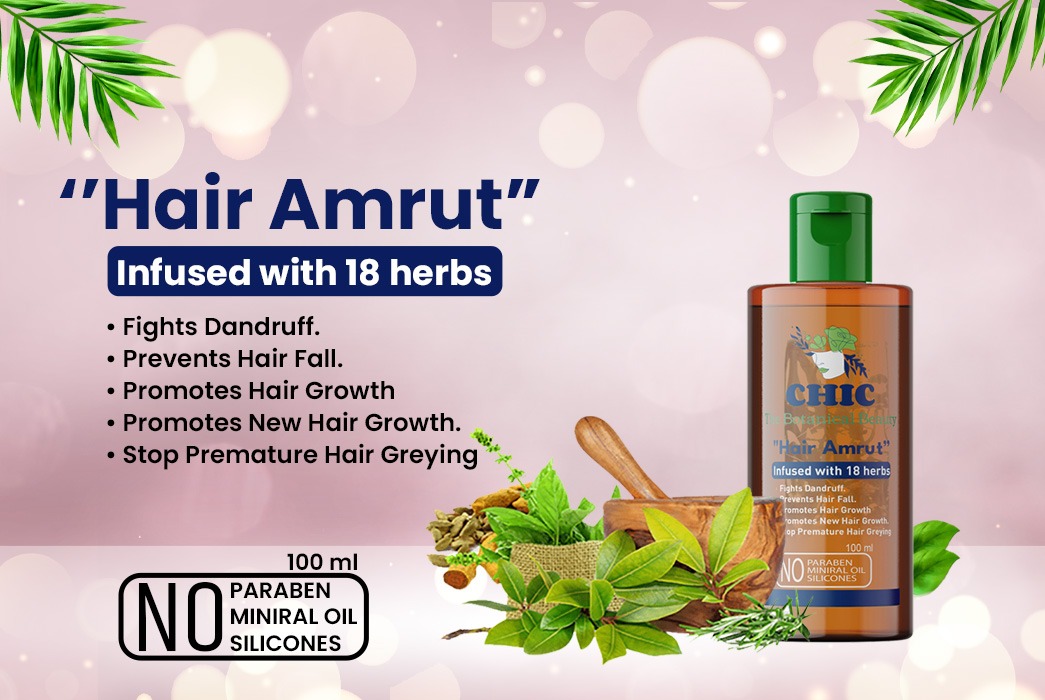 ‘’Hair Amrut”
Infused with 18 herbs
• Fights Dandruff.
• Prevents Hair Fall.
• Promotes Hair Growth
• Promotes New Hair Growth.
• Stop Premature Hair Greying
100 ml
NO
PARABEN
MINIRAL OIL
SILICONES
CHIC
Botanical Beauty
"Hair Amrut"
Infused with 18 herbs
Fights Dandruff.
Prevents Hair Fall.
Promotes Hair Growth
Promotes New Hair Growth.
Stop Premature Hair Greying
100 ml
NO
PARABEN
MINIRAL OIL
SILICONES